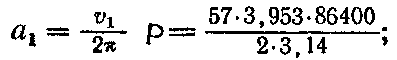 a₁ = v₁/2π P = 57·3,953·86400/2·3,14;